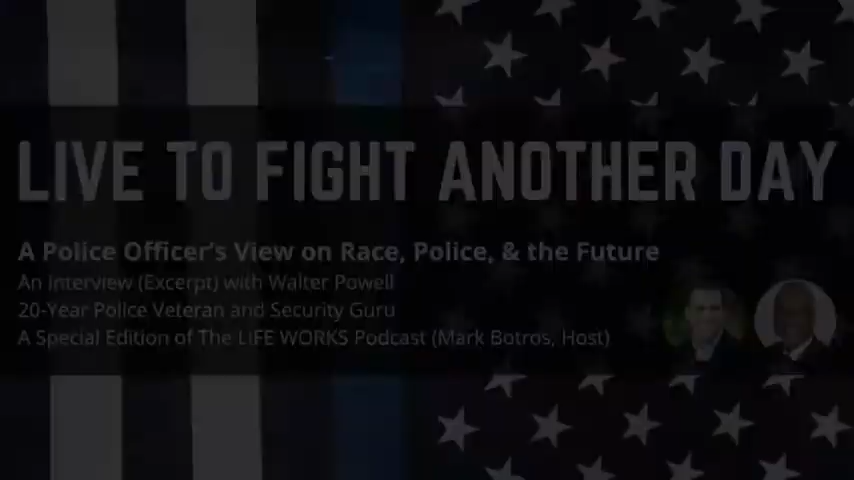 LIVE TO FIGHT ANOTHER DAY
A Police Officer's View on Race, Police, & the Future
An Interview (Excerpt) with Walter Powell
20-Year Police Veteran and Security Guru
A Special Edition of The LiFE WORKS Podcast (Mark Botros, Host)